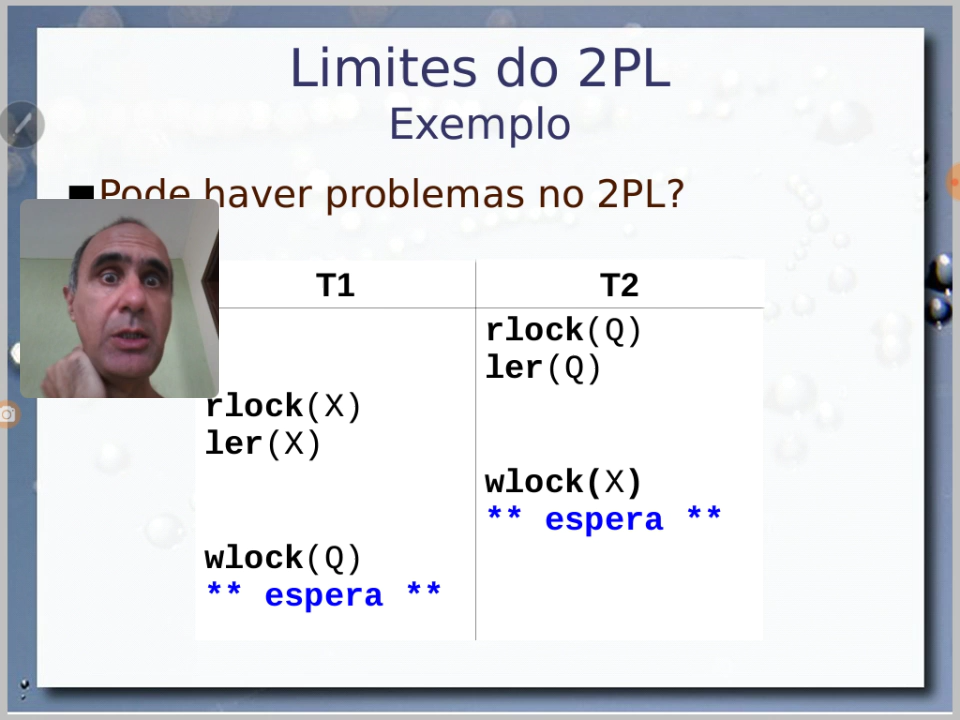 Limites do 2PL
Exemplo
Pode haver problemas no 2PL?
T1 T2
rlock(Q)
ler(Q)
rlock(X)
ler(X)
wlock(X)
** espera **
wlock(Q)
** espera **